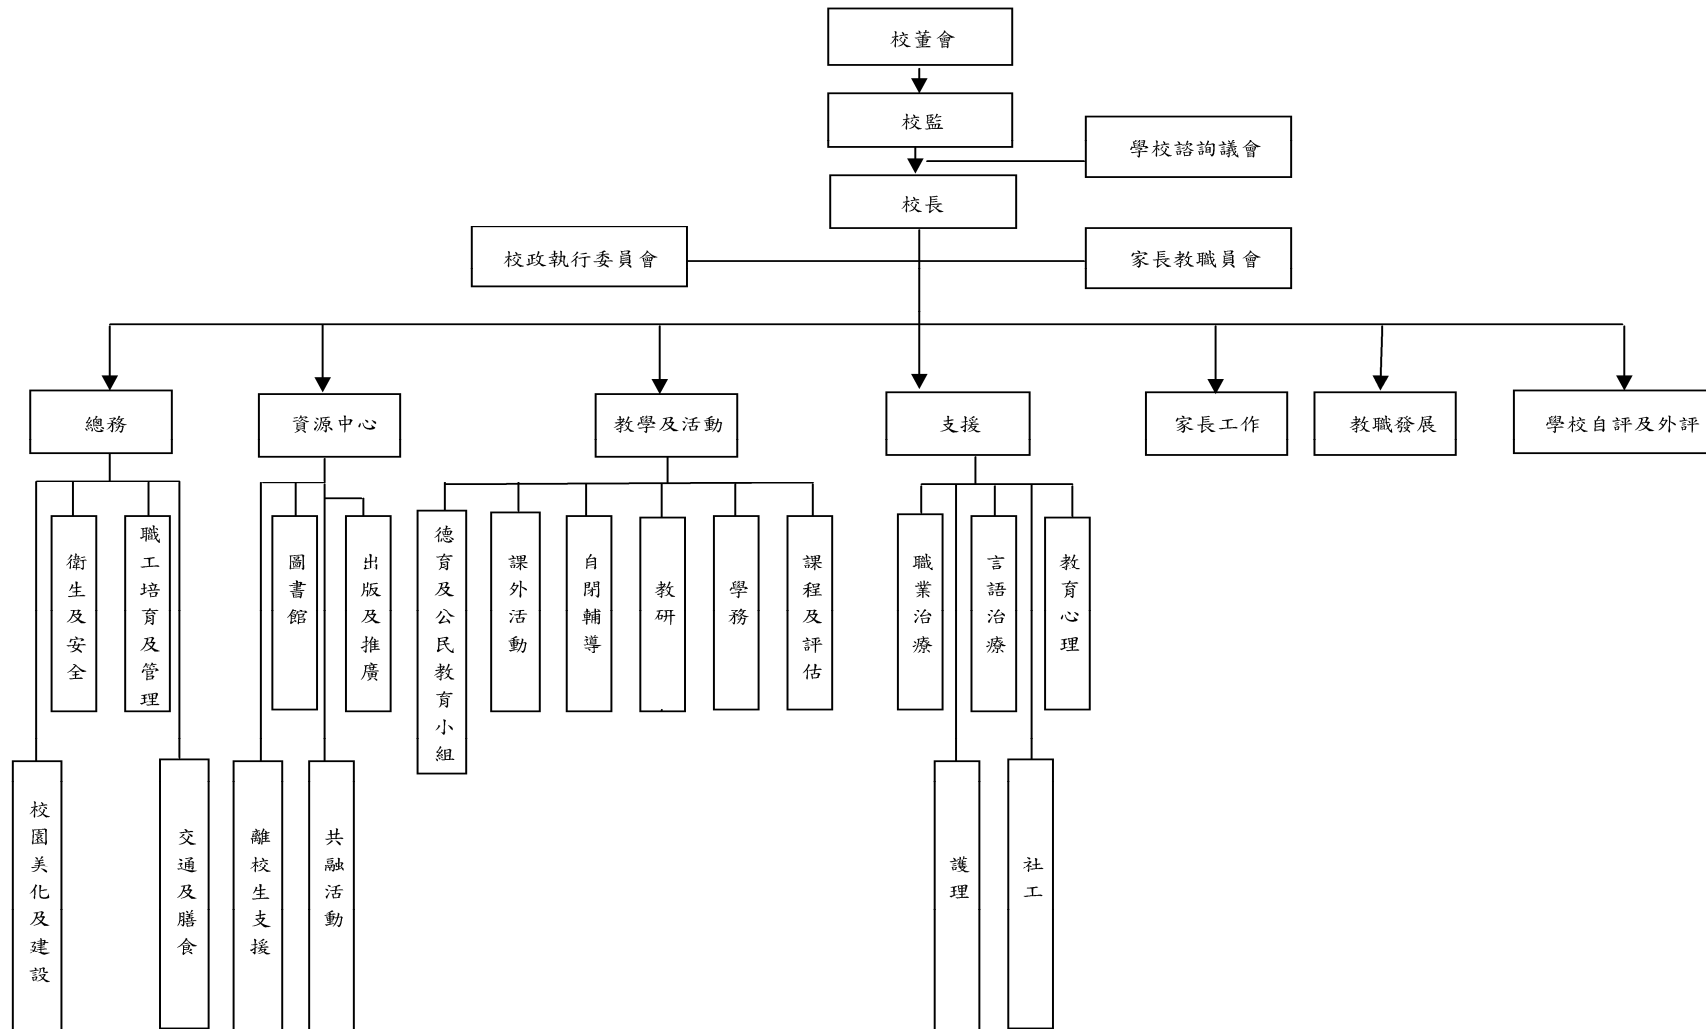 校董會
校監
學校諮詢議會
校長
校政執行委員會
家長教職員會
總務
資源中心
教學及活動
支援
家長工作
教職發展
學校自評及外評
衛生及安全
職工培育及管理
圖書館
出版及推廣
德育及公民教育小組
課外活動
自閉輔導
教研
學務
課程及評估
職業治療
言語治療
教育心理
校園美化及建設
交通及膳食
離校生支援
共融活動
護理
社工